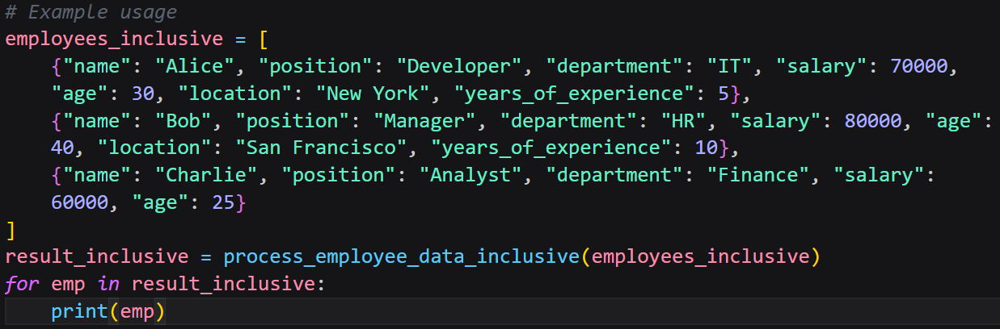 # Example usage
employees_inclusive = [
    {"name": "Alice", "position": "Developer", "department": "IT", "salary": 70000,
    "age": 30, "location": "New York", "years_of_experience": 5},
    {"name": "Bob", "position": "Manager", "department": "HR", "salary": 80000, "age":
    40, "location": "San Francisco", "years_of_experience": 10},
    {"name": "Charlie", "position": "Analyst", "department": "Finance", "salary":
    60000, "age": 25}
]
result_inclusive = process_employee_data_inclusive(employees_inclusive)
for emp in result_inclusive:
    print(emp)